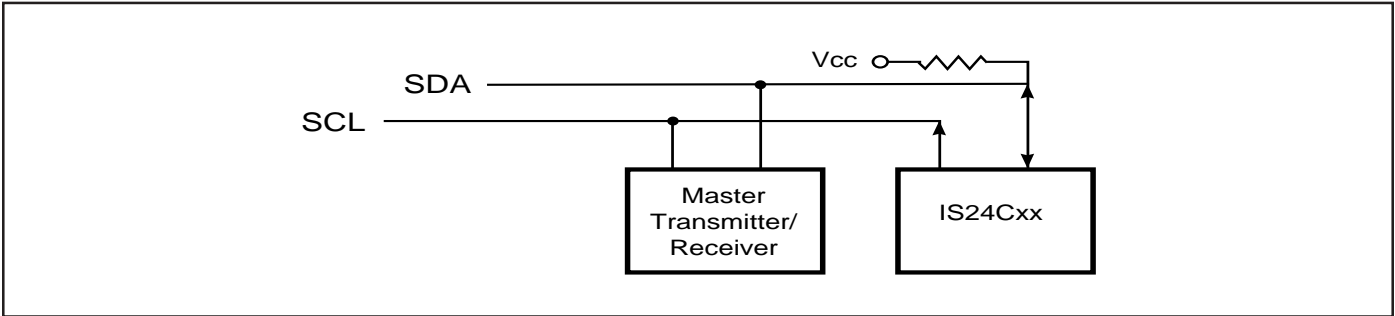 Vcc
SDA
SCL
Master
Transmitter/
Receiver
IS24Cxx